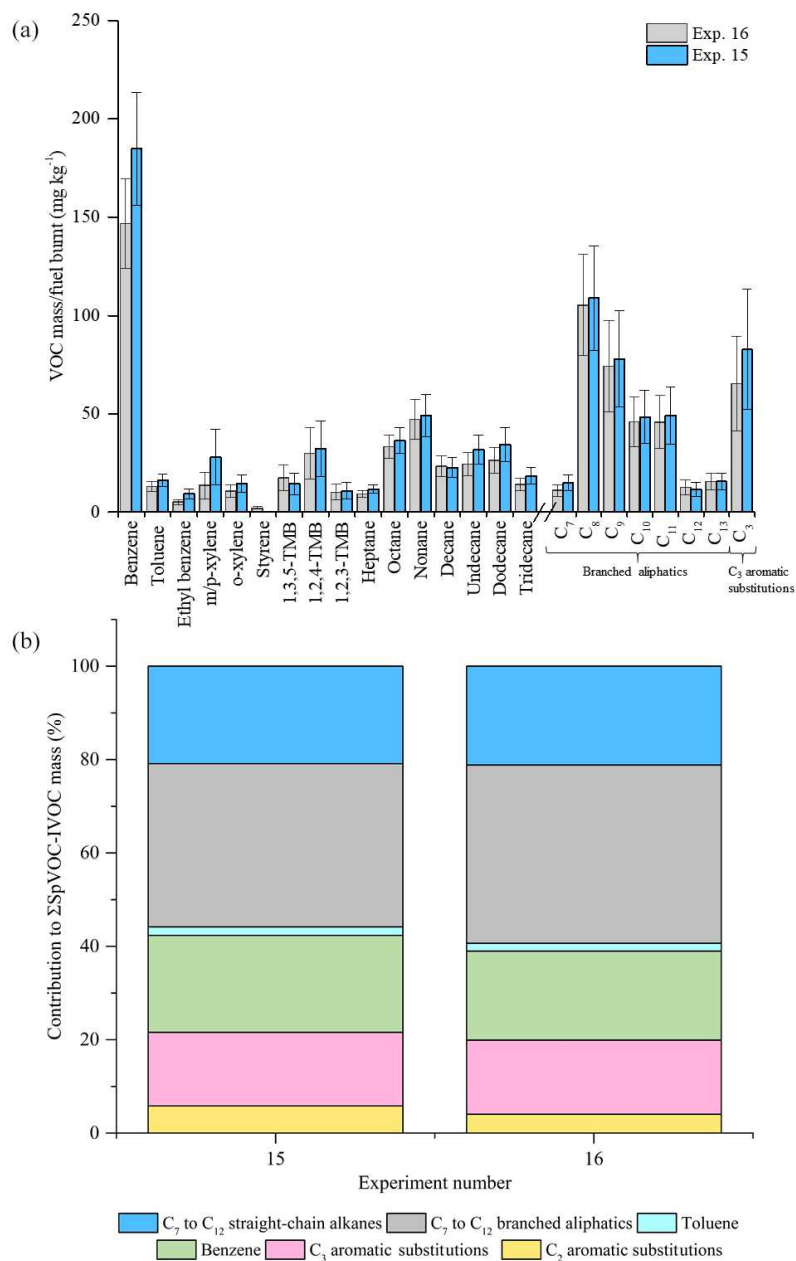 (a)
250
200
150
100
50
0
VOC mass/fuel burnt (mg kg⁻¹)
Exp. 16
Exp. 15
Benzene
Toluene
Ethyl benzene
m/p-xylene
o-xylene
Styrene
1,3,5-TMB
1,2,4-TMB
1,2,3-TMB
Heptane
Octane
Nonane
Decane
Undecane
Dodecane
Tridecane
C₇
C₈
C₉
C₁₀
C₁₁
C₁₂
C₁₃
C₃
Branched aliphatics
C₃ aromatic
substitutions
(b)
100
80
60
40
20
0
Contribution to ΣSpVOC-IVOC mass (%)
15
16
Experiment number
C₇ to C₁₂ straight-chain alkanes
C₇ to C₁₂ branched aliphatics
Toluene
Benzene
C₃ aromatic substitutions
C₂ aromatic substitutions